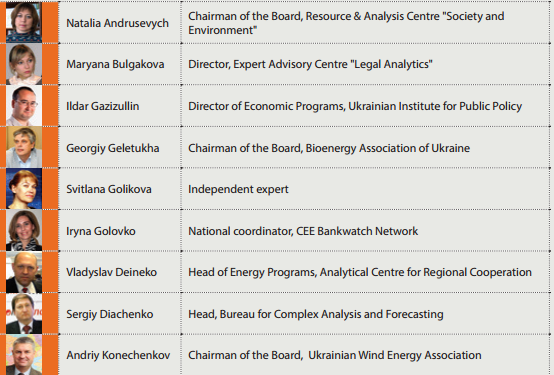 Natalia Andrusevych
Chairman of the Board, Resource & Analysis Centre "Society and
Environment"
Maryana Bulgakova
Director, Expert Advisory Centre "Legal Analytics"
Ildar Gazizullin
Director of Economic Programs, Ukrainian Institute for Public Policy
Georgiy Geletukha
Chairman of the Board, Bioenergy Association of Ukraine
Svitlana Golikova
Independent expert
Iryna Golovko
National coordinator, CEE Bankwatch Network
Vladyslav Deineko
Head of Energy Programs, Analytical Centre for Regional Cooperation
Sergiy Diachenko
Head, Bureau for Complex Analysis and Forecasting
Andriy Konechenkov
Chairman of the Board, Ukrainian Wind Energy Association